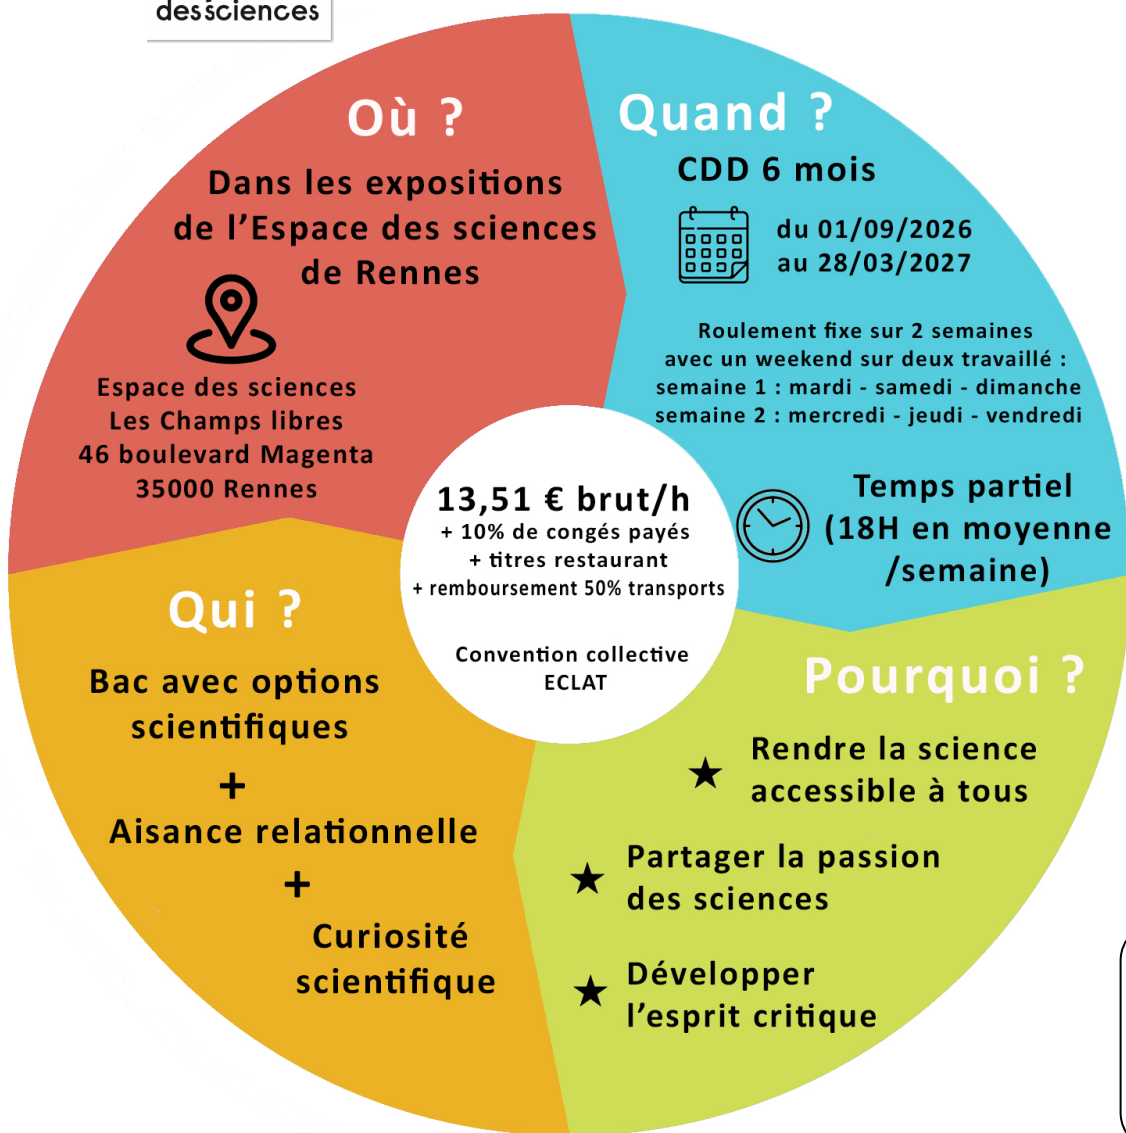 des sciences
Où ?
Dans les expositions
de l’Espace des sciences
de Rennes
Espace des sciences
Les Champs libres
46 boulevard Magenta
35000 Rennes
Quand ?
CDD 6 mois
du 01/09/2026
au 28/03/2027
Roulement fixe sur 2 semaines
avec un weekend sur deux travaillé :
semaine 1 : mardi - samedi - dimanche
semaine 2 : mercredi - jeudi - vendredi
Temps partiel
(18H en moyenne
/semaine)
13,51 € brut/h
+ 10% de congés payés
+ titres restaurant
+ remboursement 50% transports
Convention collective
ECLAT
Qui ?
Bac avec options
scientifiques
+
Aisance relationnelle
+
Curiosité
scientifique
Pourquoi ?
Rendre la science
accessible à tous
Partager la passion
des sciences
Développer
l’esprit critique